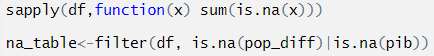 sapply(df,function(x) sum(is.na(x)))
na_table<-filter(df, is.na(pop_diff)|is.na(pib))